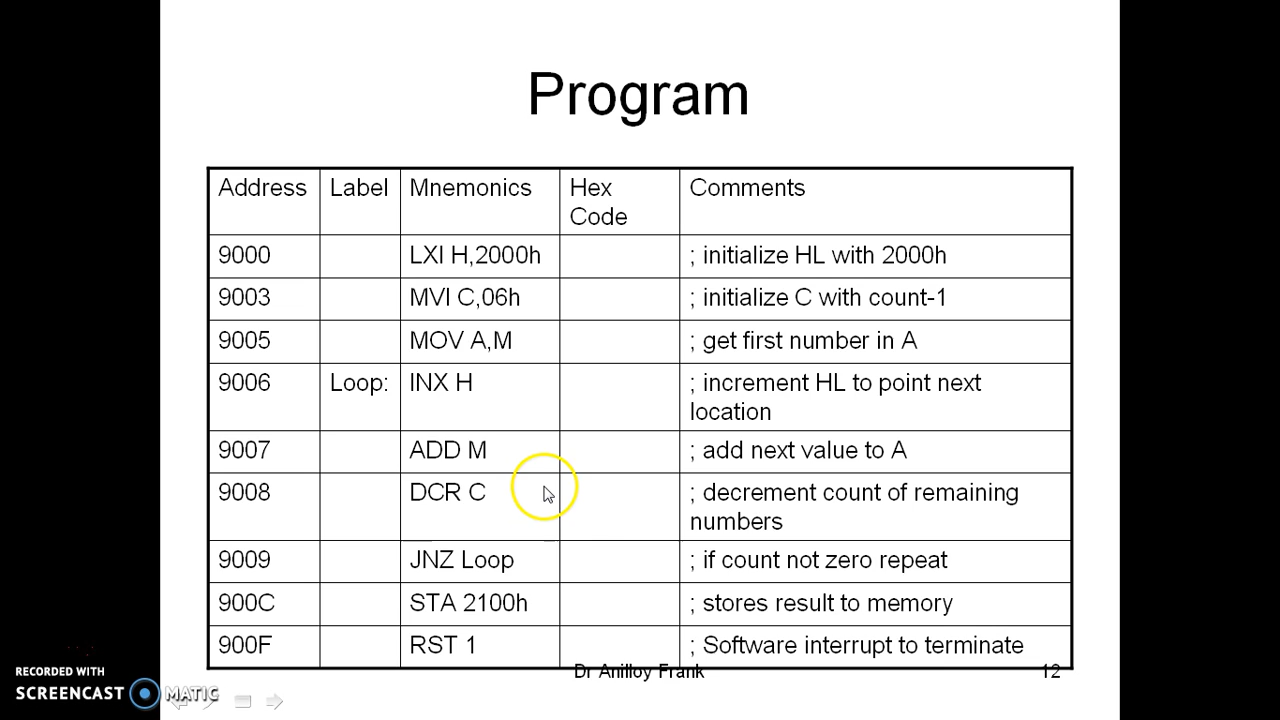 Program
Address Label Mnemonics Hex Code Comments
9000 LXI H,2000h ; initialize HL with 2000h
9003 MVI C,06h ; initialize C with count-1
9005 MOV A,M ; get first number in A
9006 Loop: INX H ; increment HL to point next
location
9007 ADD M ; add next value to A
9008 DCR C ; decrement count of remaining
numbers
9009 JNZ Loop ; if count not zero repeat
900C STA 2100h ; stores result to memory
900F RST 1 ; Software interrupt to terminate
Dr Anilloy Frank 12
RECORDED WITH
SCREENCAST MATIC